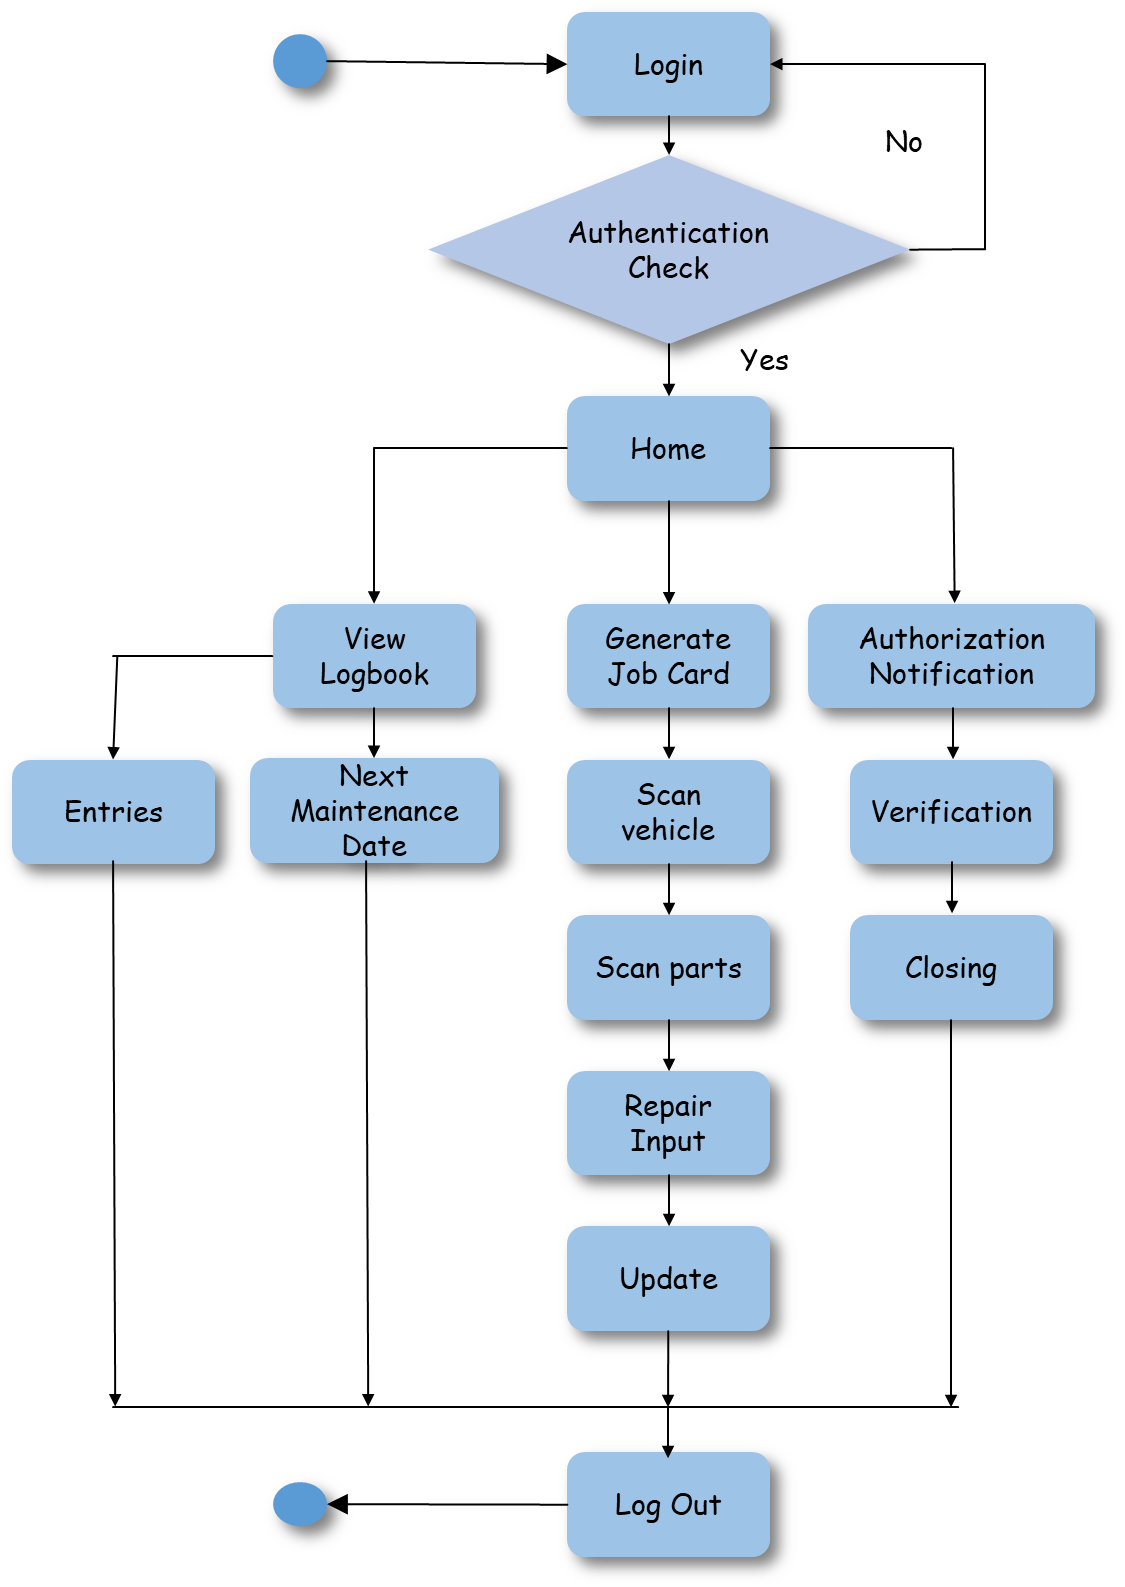 Login
No
Authentication
Check
Yes
Home
View
Logbook
Generate
Job Card
Authorization
Notification
Entries
Next
Maintenance
Date
Scan
vehicle
Verification
Scan parts
Closing
Repair
Input
Update
Log Out